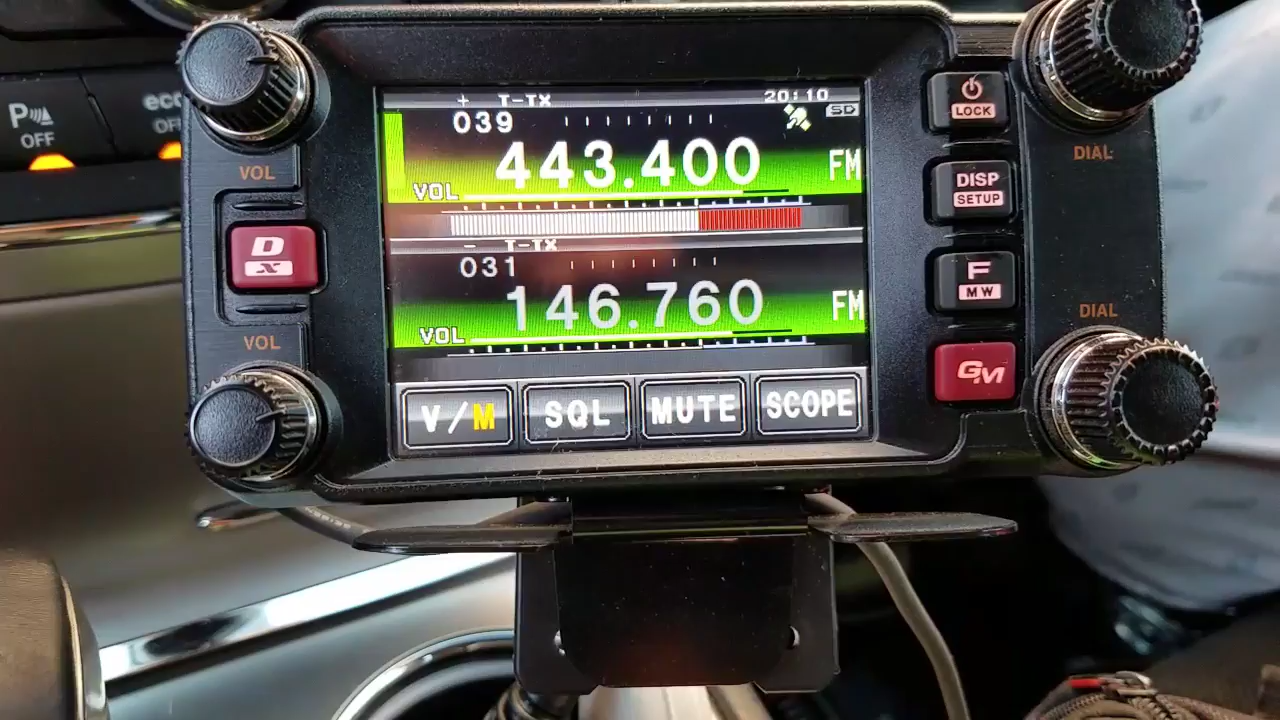 P OFF
eco OFF
VOL
D X
VOL
+ T-TX 20:10
039 SD
443.400 FM
VOL
- T-TX
031
146.760 FM
VOL
V/M SQL MUTE SCOPE
LOCK
DISP
SETUP
F
MW
GM
DIAL
DIAL